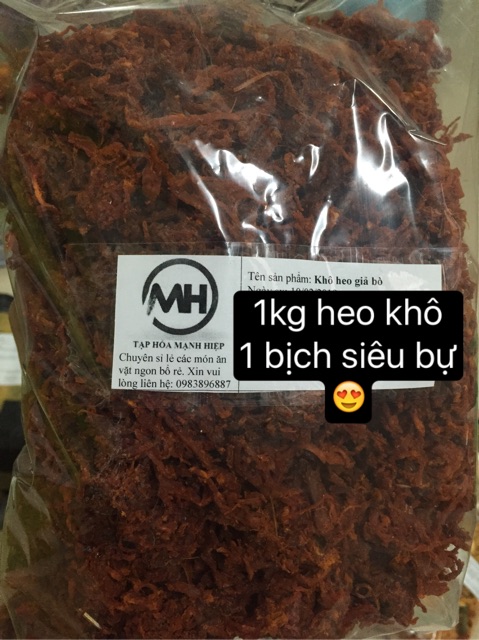 MH
TẠP HÓA MẠNH HIỆP
Chuyên sỉ lẻ các món ăn
vặt ngon bổ rẻ. Xin vui
lòng liên hệ: 0983896887
Tên sản phẩm: Khô heo giả bò
1kg heo khô
1 bịch siêu bự
😍